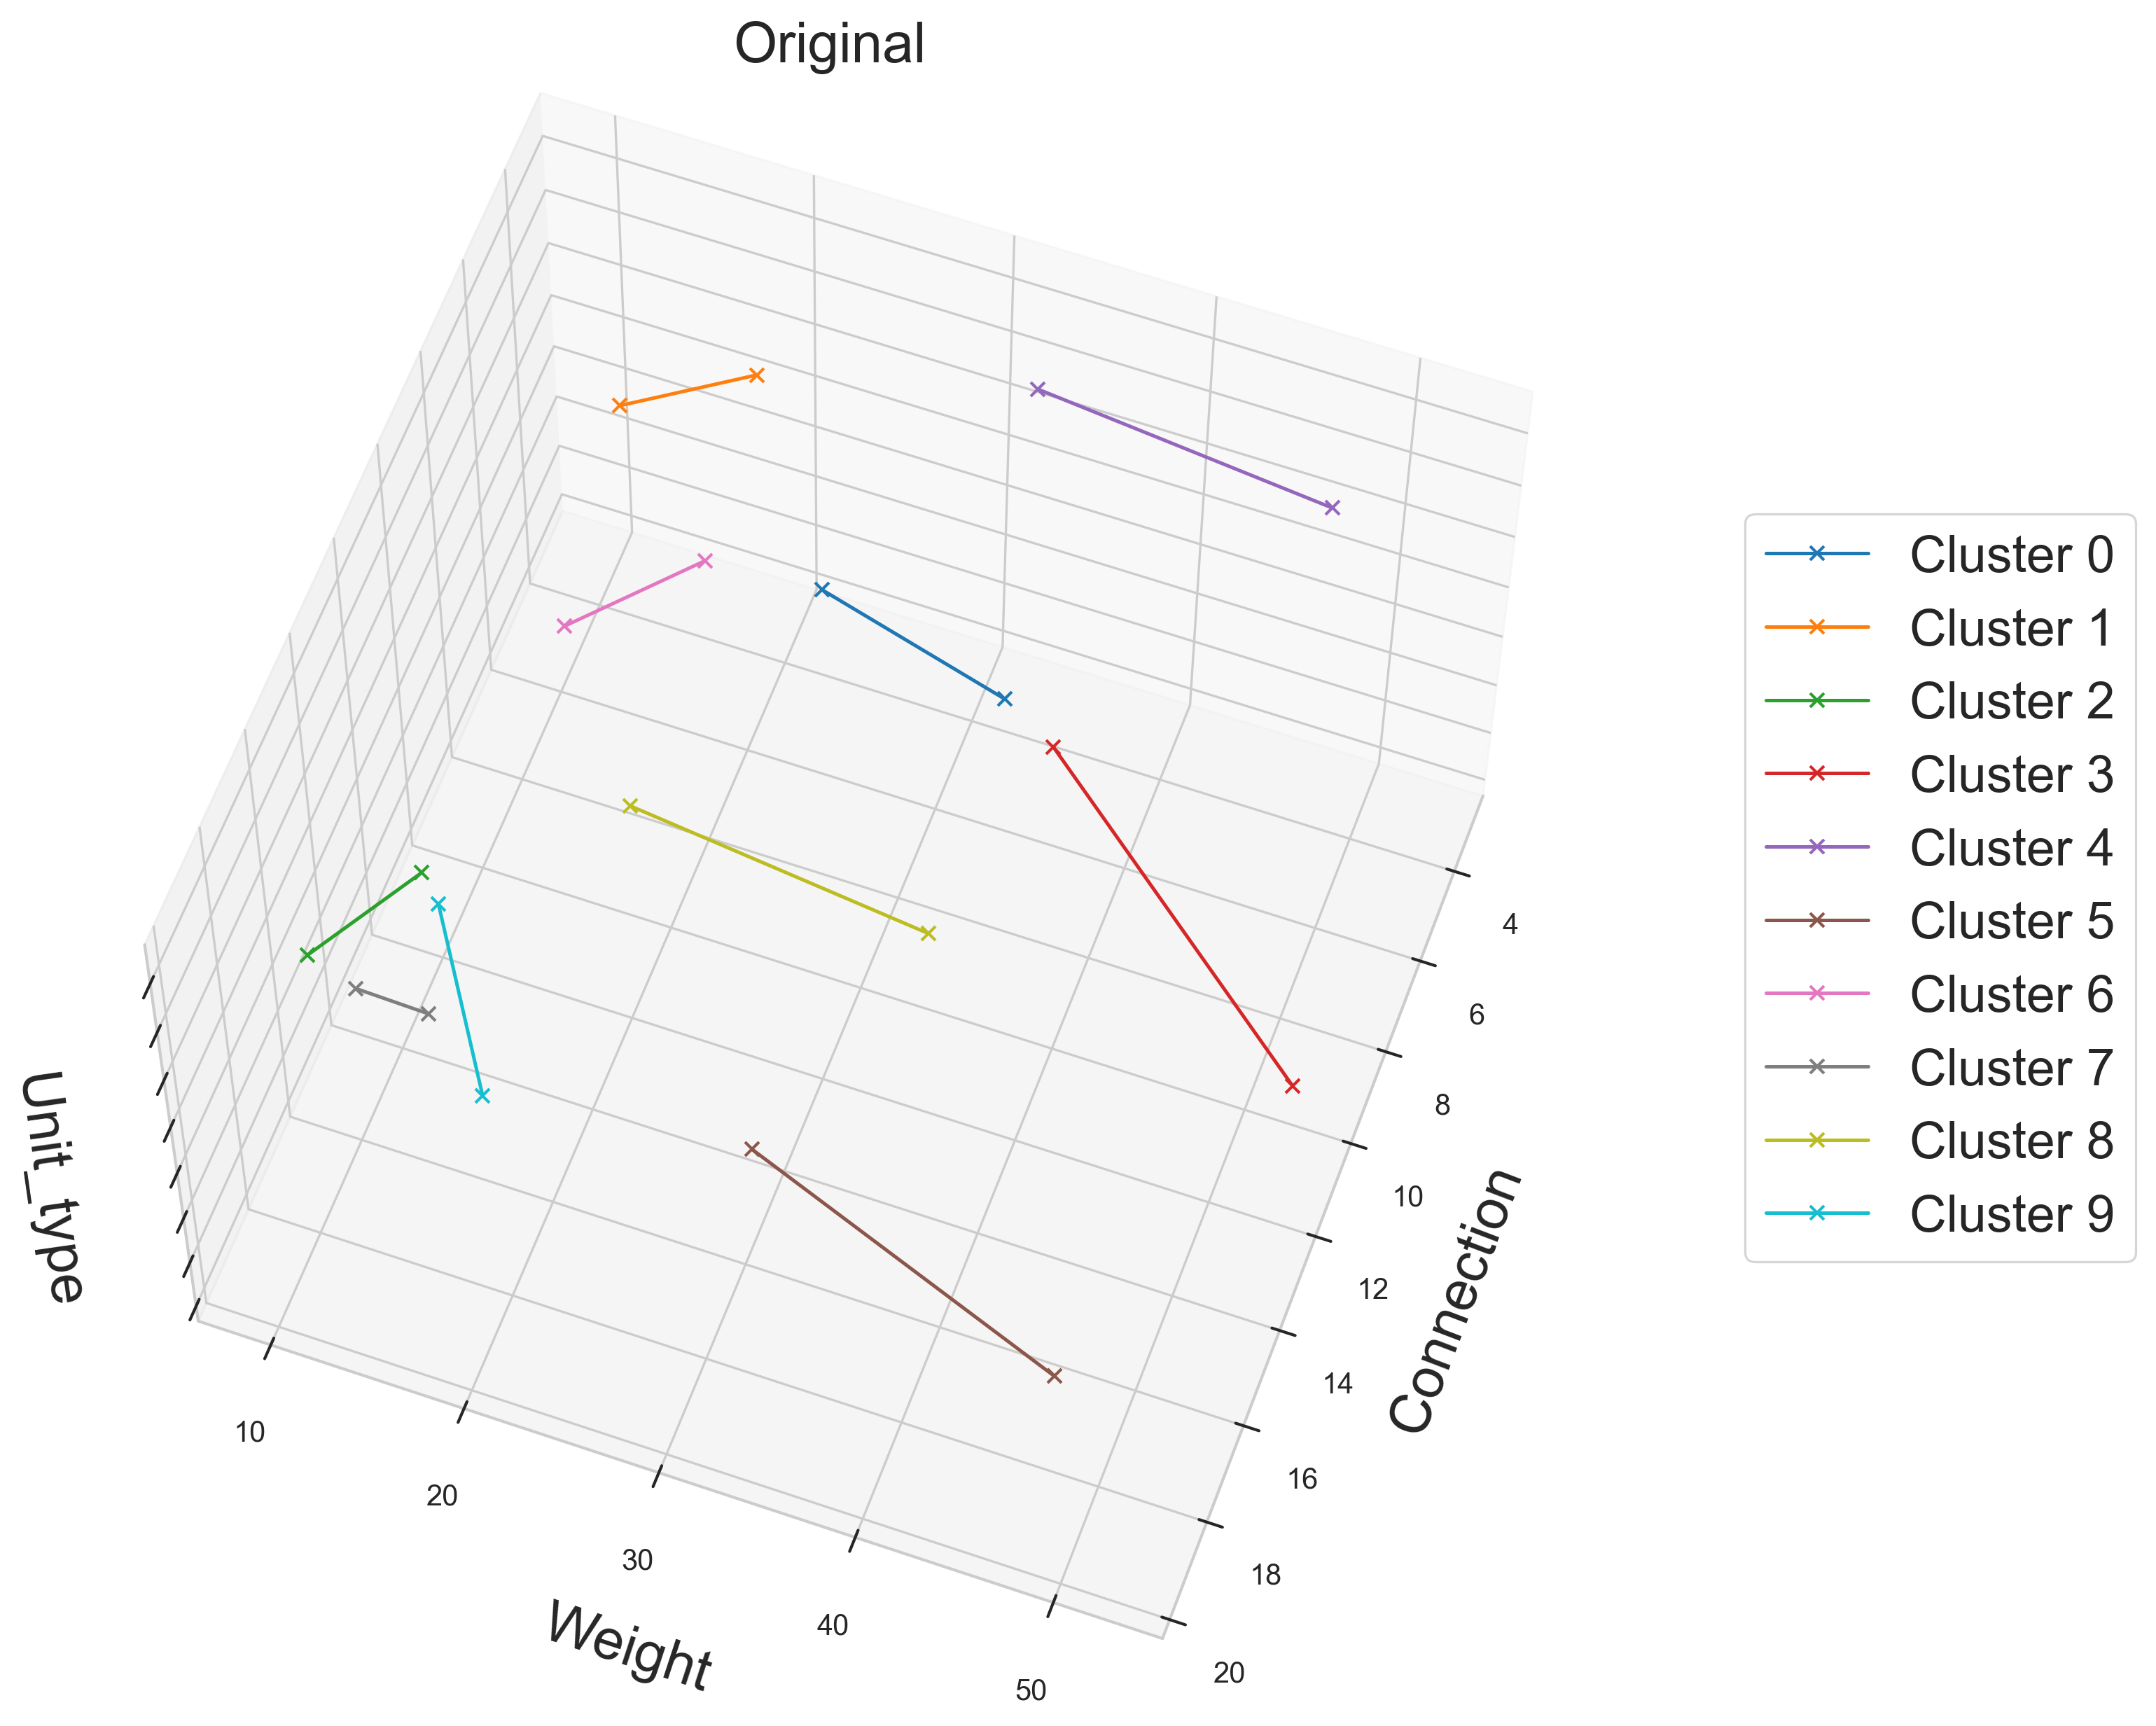 Original
Unit_type
Weight
Connection
10
20
30
40
50
4
6
8
10
12
14
16
18
20
Cluster 0
Cluster 1
Cluster 2
Cluster 3
Cluster 4
Cluster 5
Cluster 6
Cluster 7
Cluster 8
Cluster 9